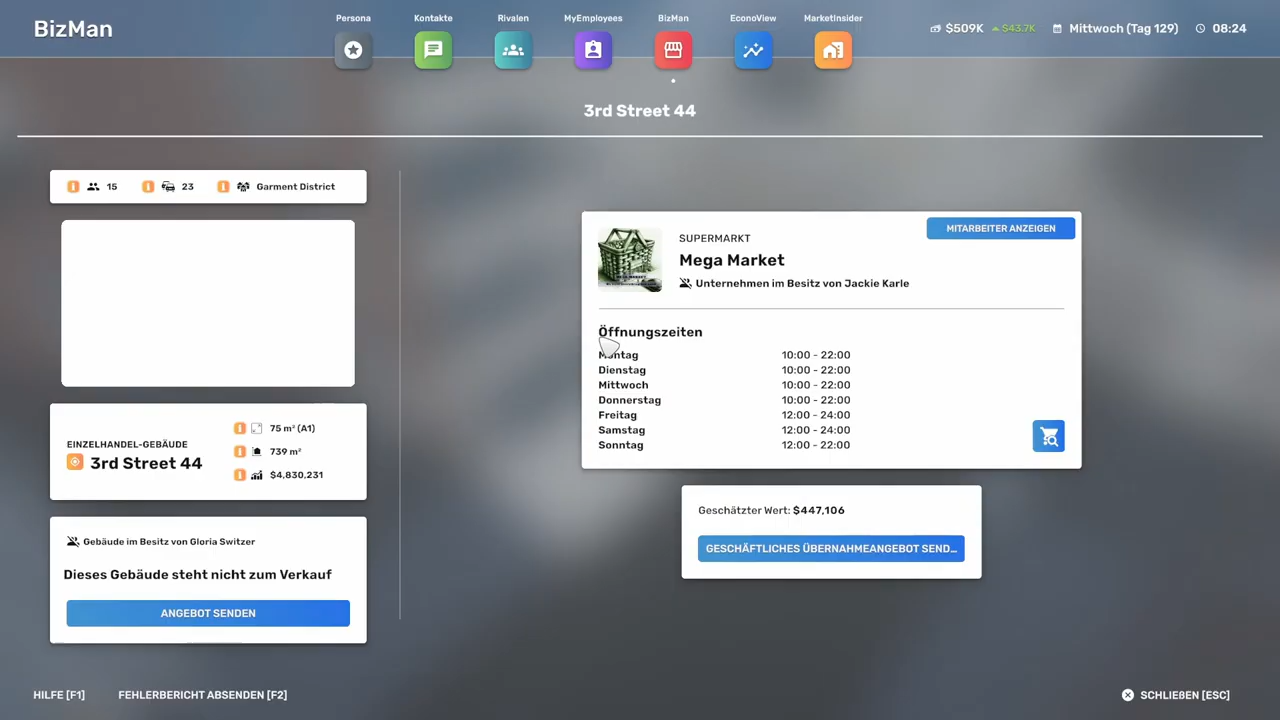 BizMan
Persona
Kontakte
Rivalen
MyEmployees
BizMan
EconoView
MarketInsider
$509K
$43.7K
Mittwoch (Tag 129)
08:24
3rd Street 44
15
23
Garment District
EINZELHANDEL-GEBÄUDE
3rd Street 44
75 m² (A1)
739 m²
$4,830,231
Gebäude im Besitz von Gloria Switzer
Dieses Gebäude steht nicht zum Verkauf
ANGEBOT SENDEN
MITARBEITER ANZEIGEN
SUPERMARKT
Mega Market
Unternehmen im Besitz von Jackie Karle
Öffnungszeiten
Montag 10:00 - 22:00
Dienstag 10:00 - 22:00
Mittwoch 10:00 - 22:00
Donnerstag 10:00 - 22:00
Freitag 12:00 - 24:00
Samstag 12:00 - 24:00
Sonntag 12:00 - 22:00
Geschätzter Wert: $447,106
GESCHÄFTLICHES ÜBERNAHMEANGEBOT SEND...
HILFE [F1]
FEHLERBERICHT ABSENDEN [F2]
SCHLIEßEN [ESC]